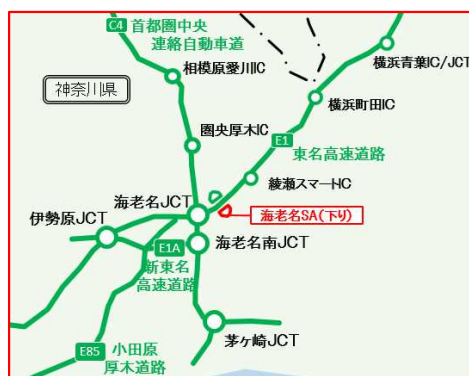 C4 首都圏中央
連絡自動車道
相模原愛川IC
横浜青葉IC/JCT
神奈川県
横浜町田IC
圏央厚木IC
E1
東名高速道路
綾瀬スマートIC
海老名JCT
海老名SA(下り)
伊勢原JCT
海老名南JCT
E1A
新東名
高速道路
茅ヶ崎JCT
E85 小田原
厚木道路